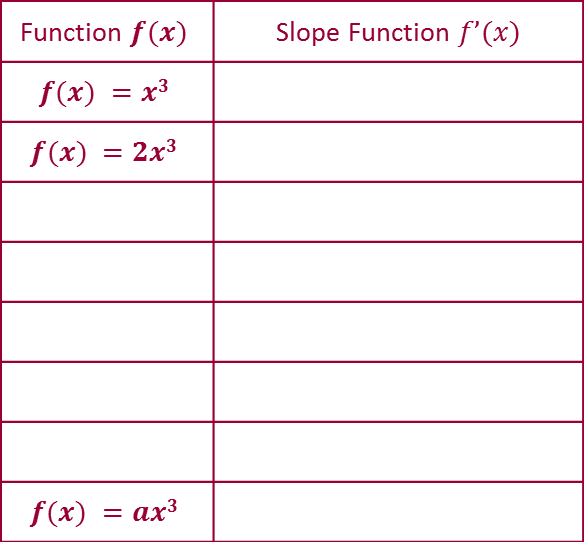 Function f(x) Slope Function f'(x)
f(x) = x³
f(x) = 2x³
f(x) = ax³